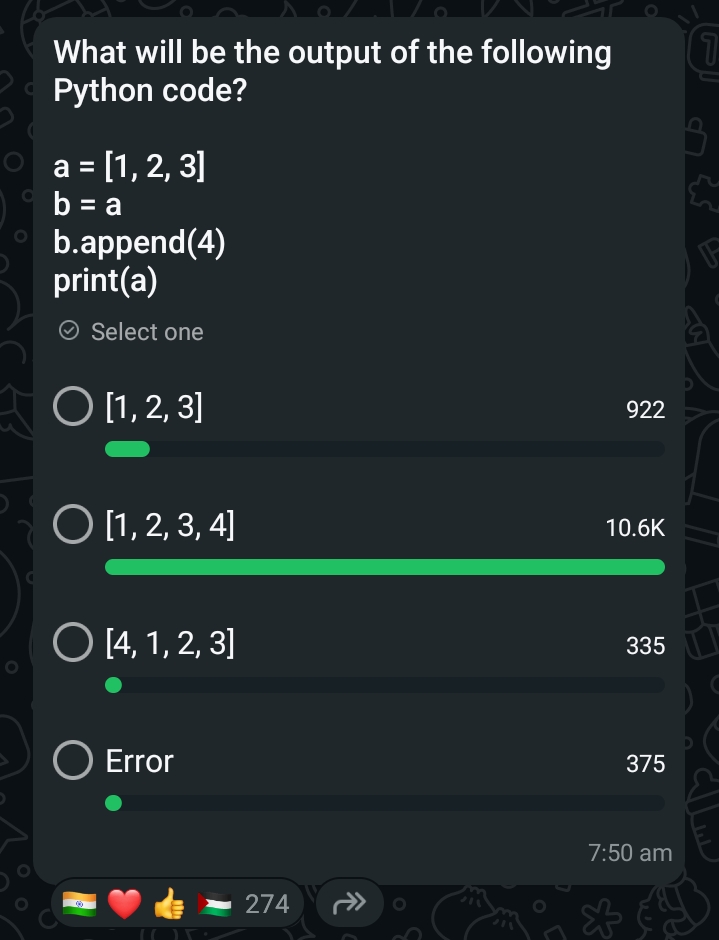 What will be the output of the following
Python code?
a = [1, 2, 3]
b = a
b.append(4)
print(a)
Select one
[1, 2, 3] 922
[1, 2, 3, 4] 10.6K
[4, 1, 2, 3] 335
Error 375
7:50 am
274